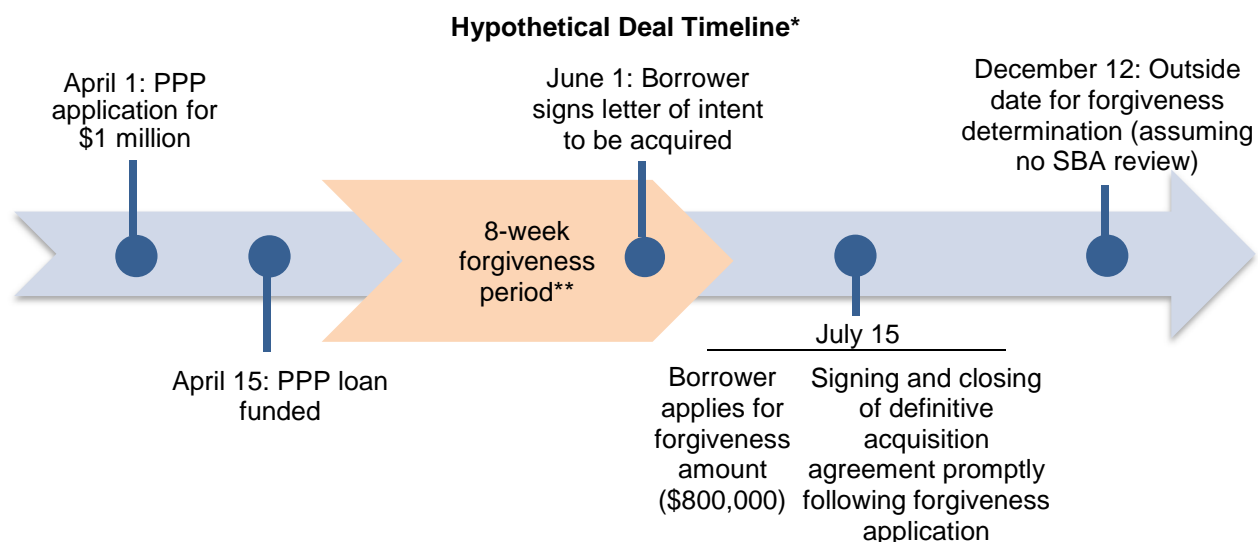 Hypothetical Deal Timeline*
April 1: PPP
application for
$1 million
June 1: Borrower
signs letter of intent
to be acquired
December 12: Outside
date for forgiveness
determination (assuming
no SBA review)
8-week
forgiveness
period**
April 15: PPP loan
funded
July 15
Borrower
applies for
forgiveness
amount
($800,000)
Signing and closing
of definitive
acquisition
agreement promptly
following forgiveness
application